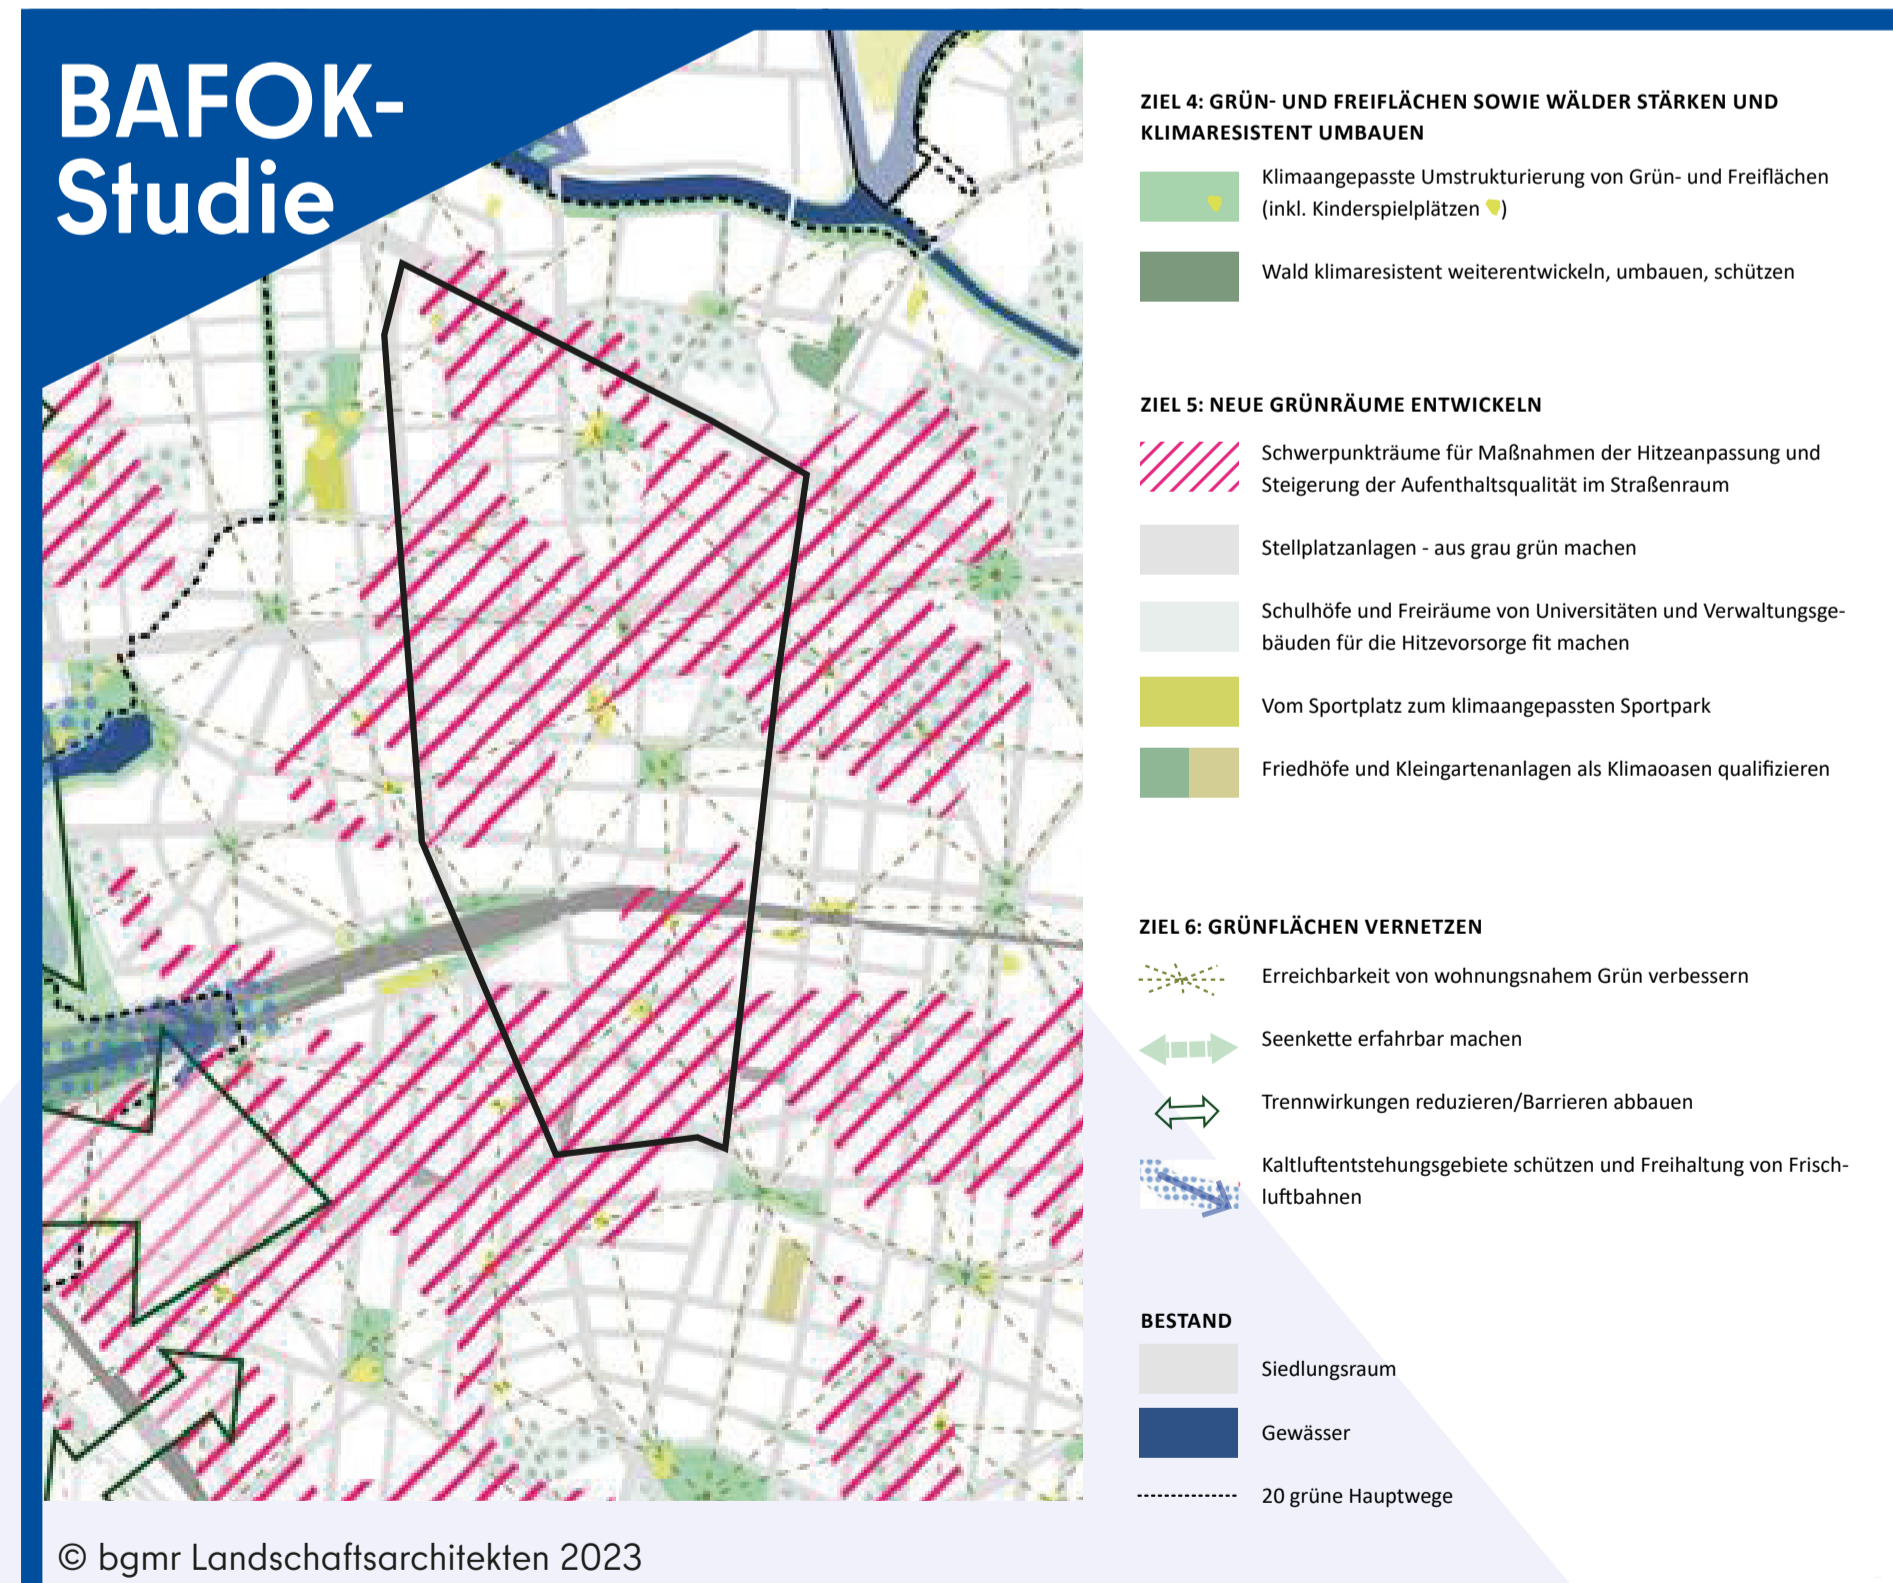 BAFOK-
Studie
ZIEL 4: GRÜN- UND FREIFLÄCHEN SOWIE WÄLDER STÄRKEN UND
KLIMARESISTENT UMBAUEN
Klimaangepasste Umstrukturierung von Grün- und Freiflächen
(inkl. Kinderspielplätzen )
Wald klimaresistent weiterentwickeln, umbauen, schützen
ZIEL 5: NEUE GRÜNRÄUME ENTWICKELN
Schwerpunkträume für Maßnahmen der Hitzeanpassung und
Steigerung der Aufenthaltsqualität im Straßenraum
Stellplatzanlagen - aus grau grün machen
Schulhöfe und Freiräume von Universitäten und Verwaltungsge-
bäuden für die Hitzevorsorge fit machen
Vom Sportplatz zum klimaangepassten Sportpark
Friedhöfe und Kleingartenanlagen als Klimaoasen qualifizieren
ZIEL 6: GRÜNFLÄCHEN VERNETZEN
Erreichbarkeit von wohnungsnahem Grün verbessern
Seenkette erfahrbar machen
Trennwirkungen reduzieren/Barrieren abbauen
Kaltluftentstehungsgebiete schützen und Freihaltung von Frisch-
luftbahnen
BESTAND
Siedlungsraum
Gewässer
20 grüne Hauptwege
© bgmr Landschaftsarchitekten 2023